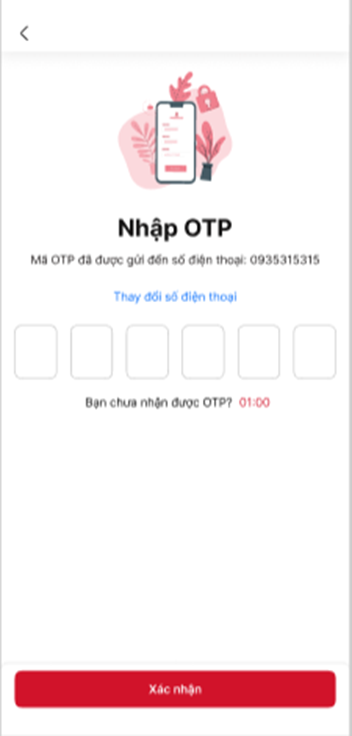 Nhập OTP
Mã OTP đã được gửi đến số điện thoại: 0935315315
Thay đổi số điện thoại
Bạn chưa nhận được OTP? 01:00
Xác nhận